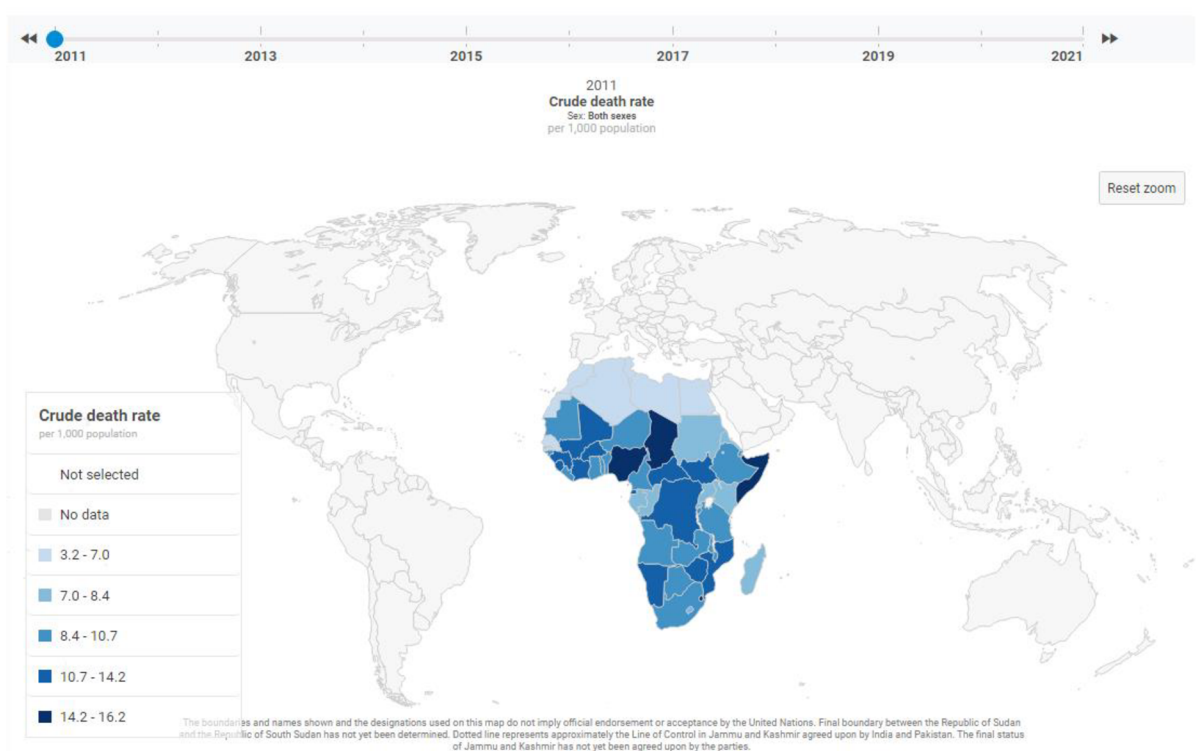 2011
2013
2015
2017
2019
2021
2011
Crude death rate
Sex: Both sexes
per 1,000 population
Reset zoom
Crude death rate
per 1,000 population
Not selected
No data
3.2 - 7.0
7.0 - 8.4
8.4 - 10.7
10.7 - 14.2
14.2 - 16.2
The boundaries and names shown and the designations used on this map do not imply official endorsement or acceptance by the United Nations. Final boundary between the Republic of Sudan
and the Republic of South Sudan has not yet been determined. Dotted line represents approximately the Line of Control in Jammu and Kashmir agreed upon by India and Pakistan. The final status
of Jammu and Kashmir has not yet been agreed upon by the parties.